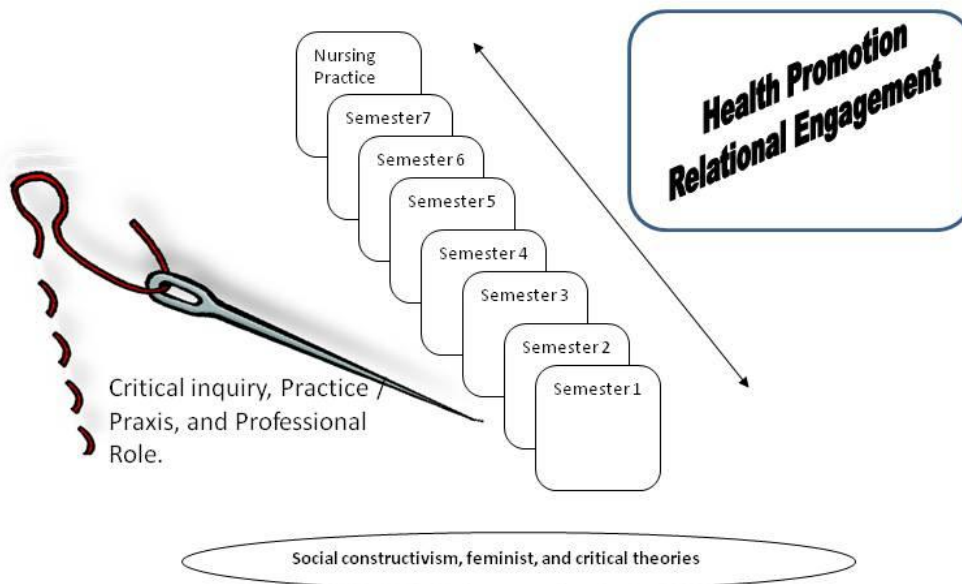 Health Promotion
Relational Engagement
Nursing
Practice
Semester7
Semester 6
Semester 5
Semester 4
Semester 3
Semester 2
Semester 1
Critical inquiry, Practice /
Praxis, and Professional
Role.
Social constructivism, feminist, and critical theories